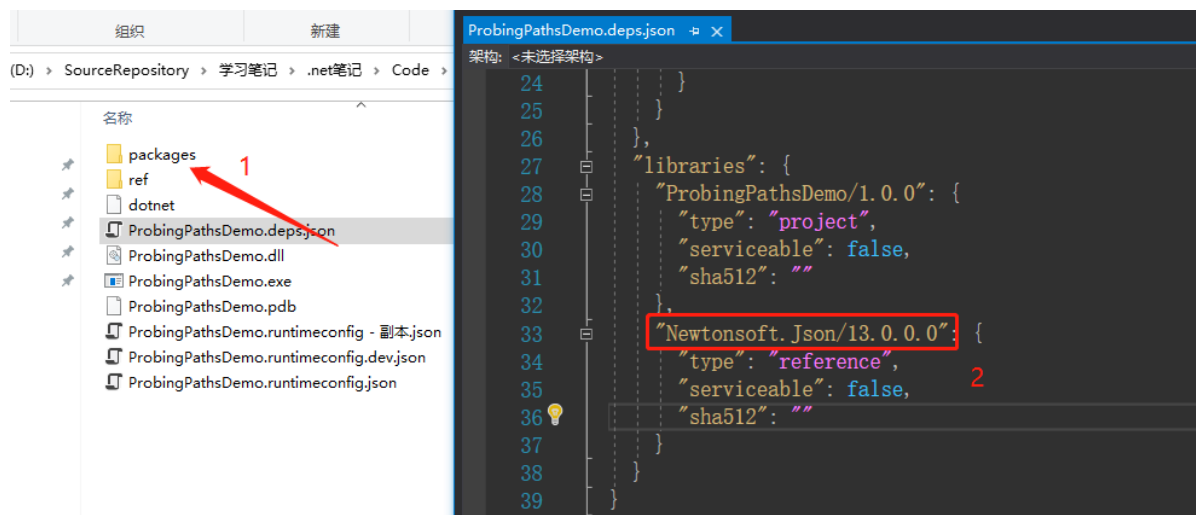 组织 新建
(D:) › SourceRepository › 学习笔记 › .net笔记 › Code ›
名称
packages
1
ref
dotnet
ProbingPathsDemo.deps.json
ProbingPathsDemo.dll
ProbingPathsDemo.exe
ProbingPathsDemo.pdb
ProbingPathsDemo.runtimeconfig - 副本.json
ProbingPathsDemo.runtimeconfig.dev.json
ProbingPathsDemo.runtimeconfig.json
ProbingPathsDemo.deps.json
架构: <未选择架构>
24 }
25 }
26 },
27 "libraries": {
28 "ProbingPathsDemo/1.0.0": {
29 "type": "project",
30 "serviceable": false,
31 "sha512": ""
32 },
33 "Newtonsoft.Json/13.0.0.0": {
34 "type": "reference",
35 "serviceable": false,
2
36 "sha512": ""
37 }
38 }
39 }